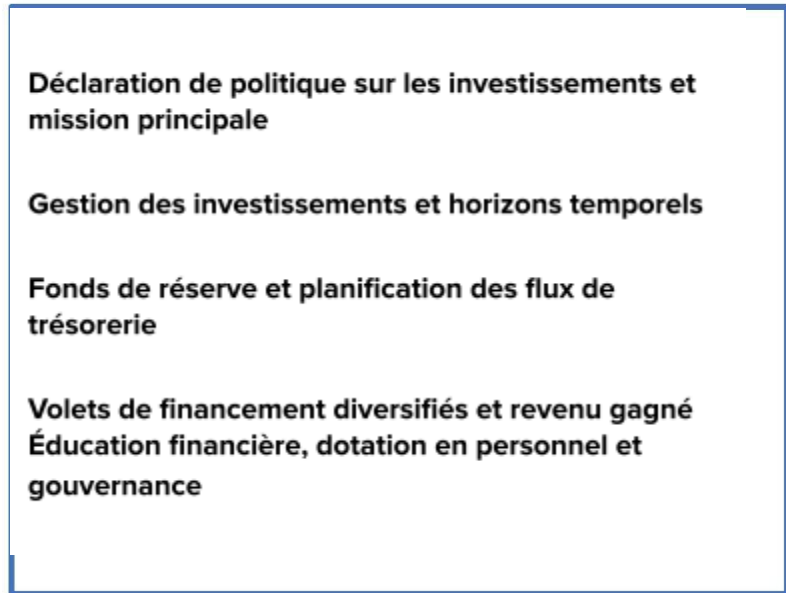 Déclaration de politique sur les investissements et
mission principale
Gestion des investissements et horizons temporels
Fonds de réserve et planification des flux de
trésorerie
Volets de financement diversifiés et revenu gagné
Éducation financière, dotation en personnel et
gouvernance